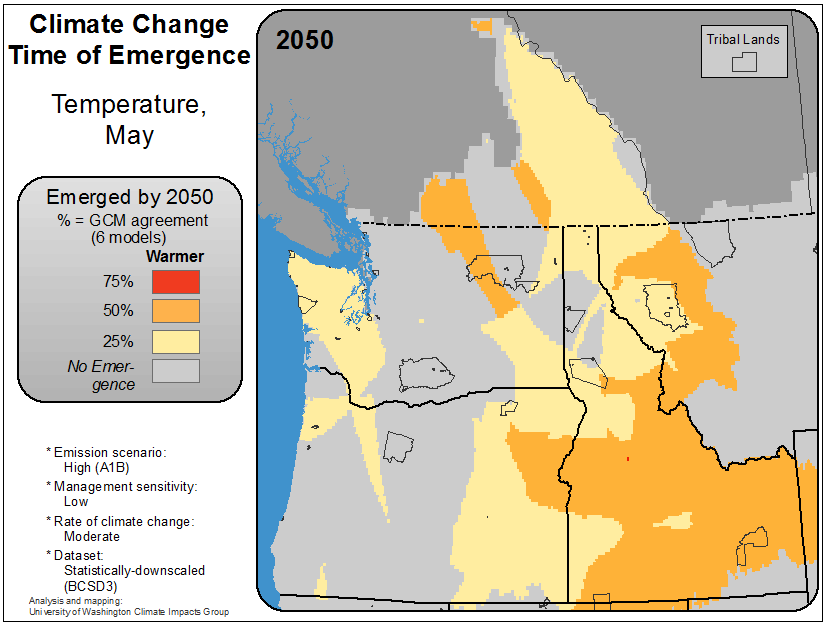 Climate Change
Time of Emergence
Temperature,
May
Emerged by 2050
% = GCM agreement
(6 models)
Warmer
75%
50%
25%
No Emer-
gence
* Emission scenario:
High (A1B)
* Management sensitivity:
Low
* Rate of climate change:
Moderate
* Dataset:
Statistically-downscaled
(BCSD3)
Analysis and mapping:
University of Washington Climate Impacts Group
2050
Tribal Lands